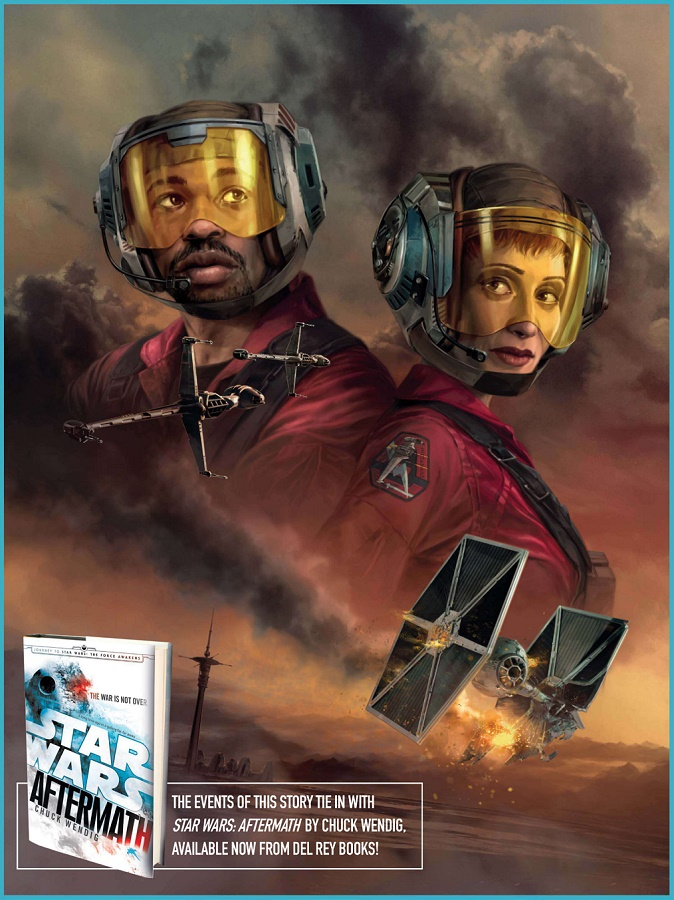 JOURNEY TO STAR WARS: THE FORCE AWAKENS
THE WAR IS NOT OVER
STAR
WARS
AFTERMATH
CHUCK WENDIG
THE EVENTS OF THIS STORY TIE IN WITH
STAR WARS: AFTERMATH BY CHUCK WENDIG,
AVAILABLE NOW FROM DEL REY BOOKS!